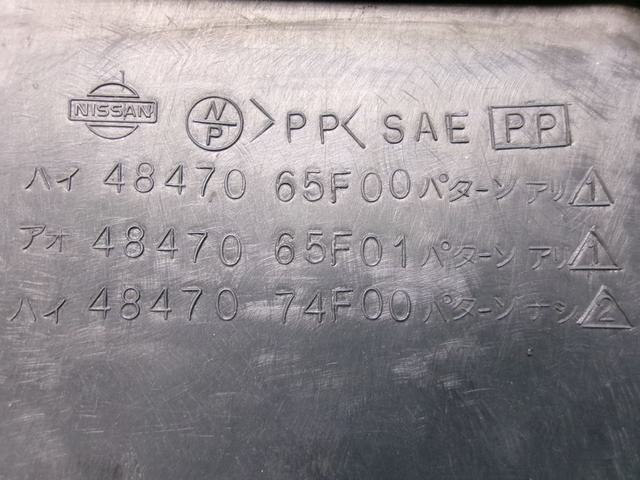 NISSAN N/P >PP< SAE PP
ハイ 48470 65F00 パターン アリ 1
アオ 48470 65F01 パターン アリ 1
ハイ 48470 74F00 パターン ナシ 2